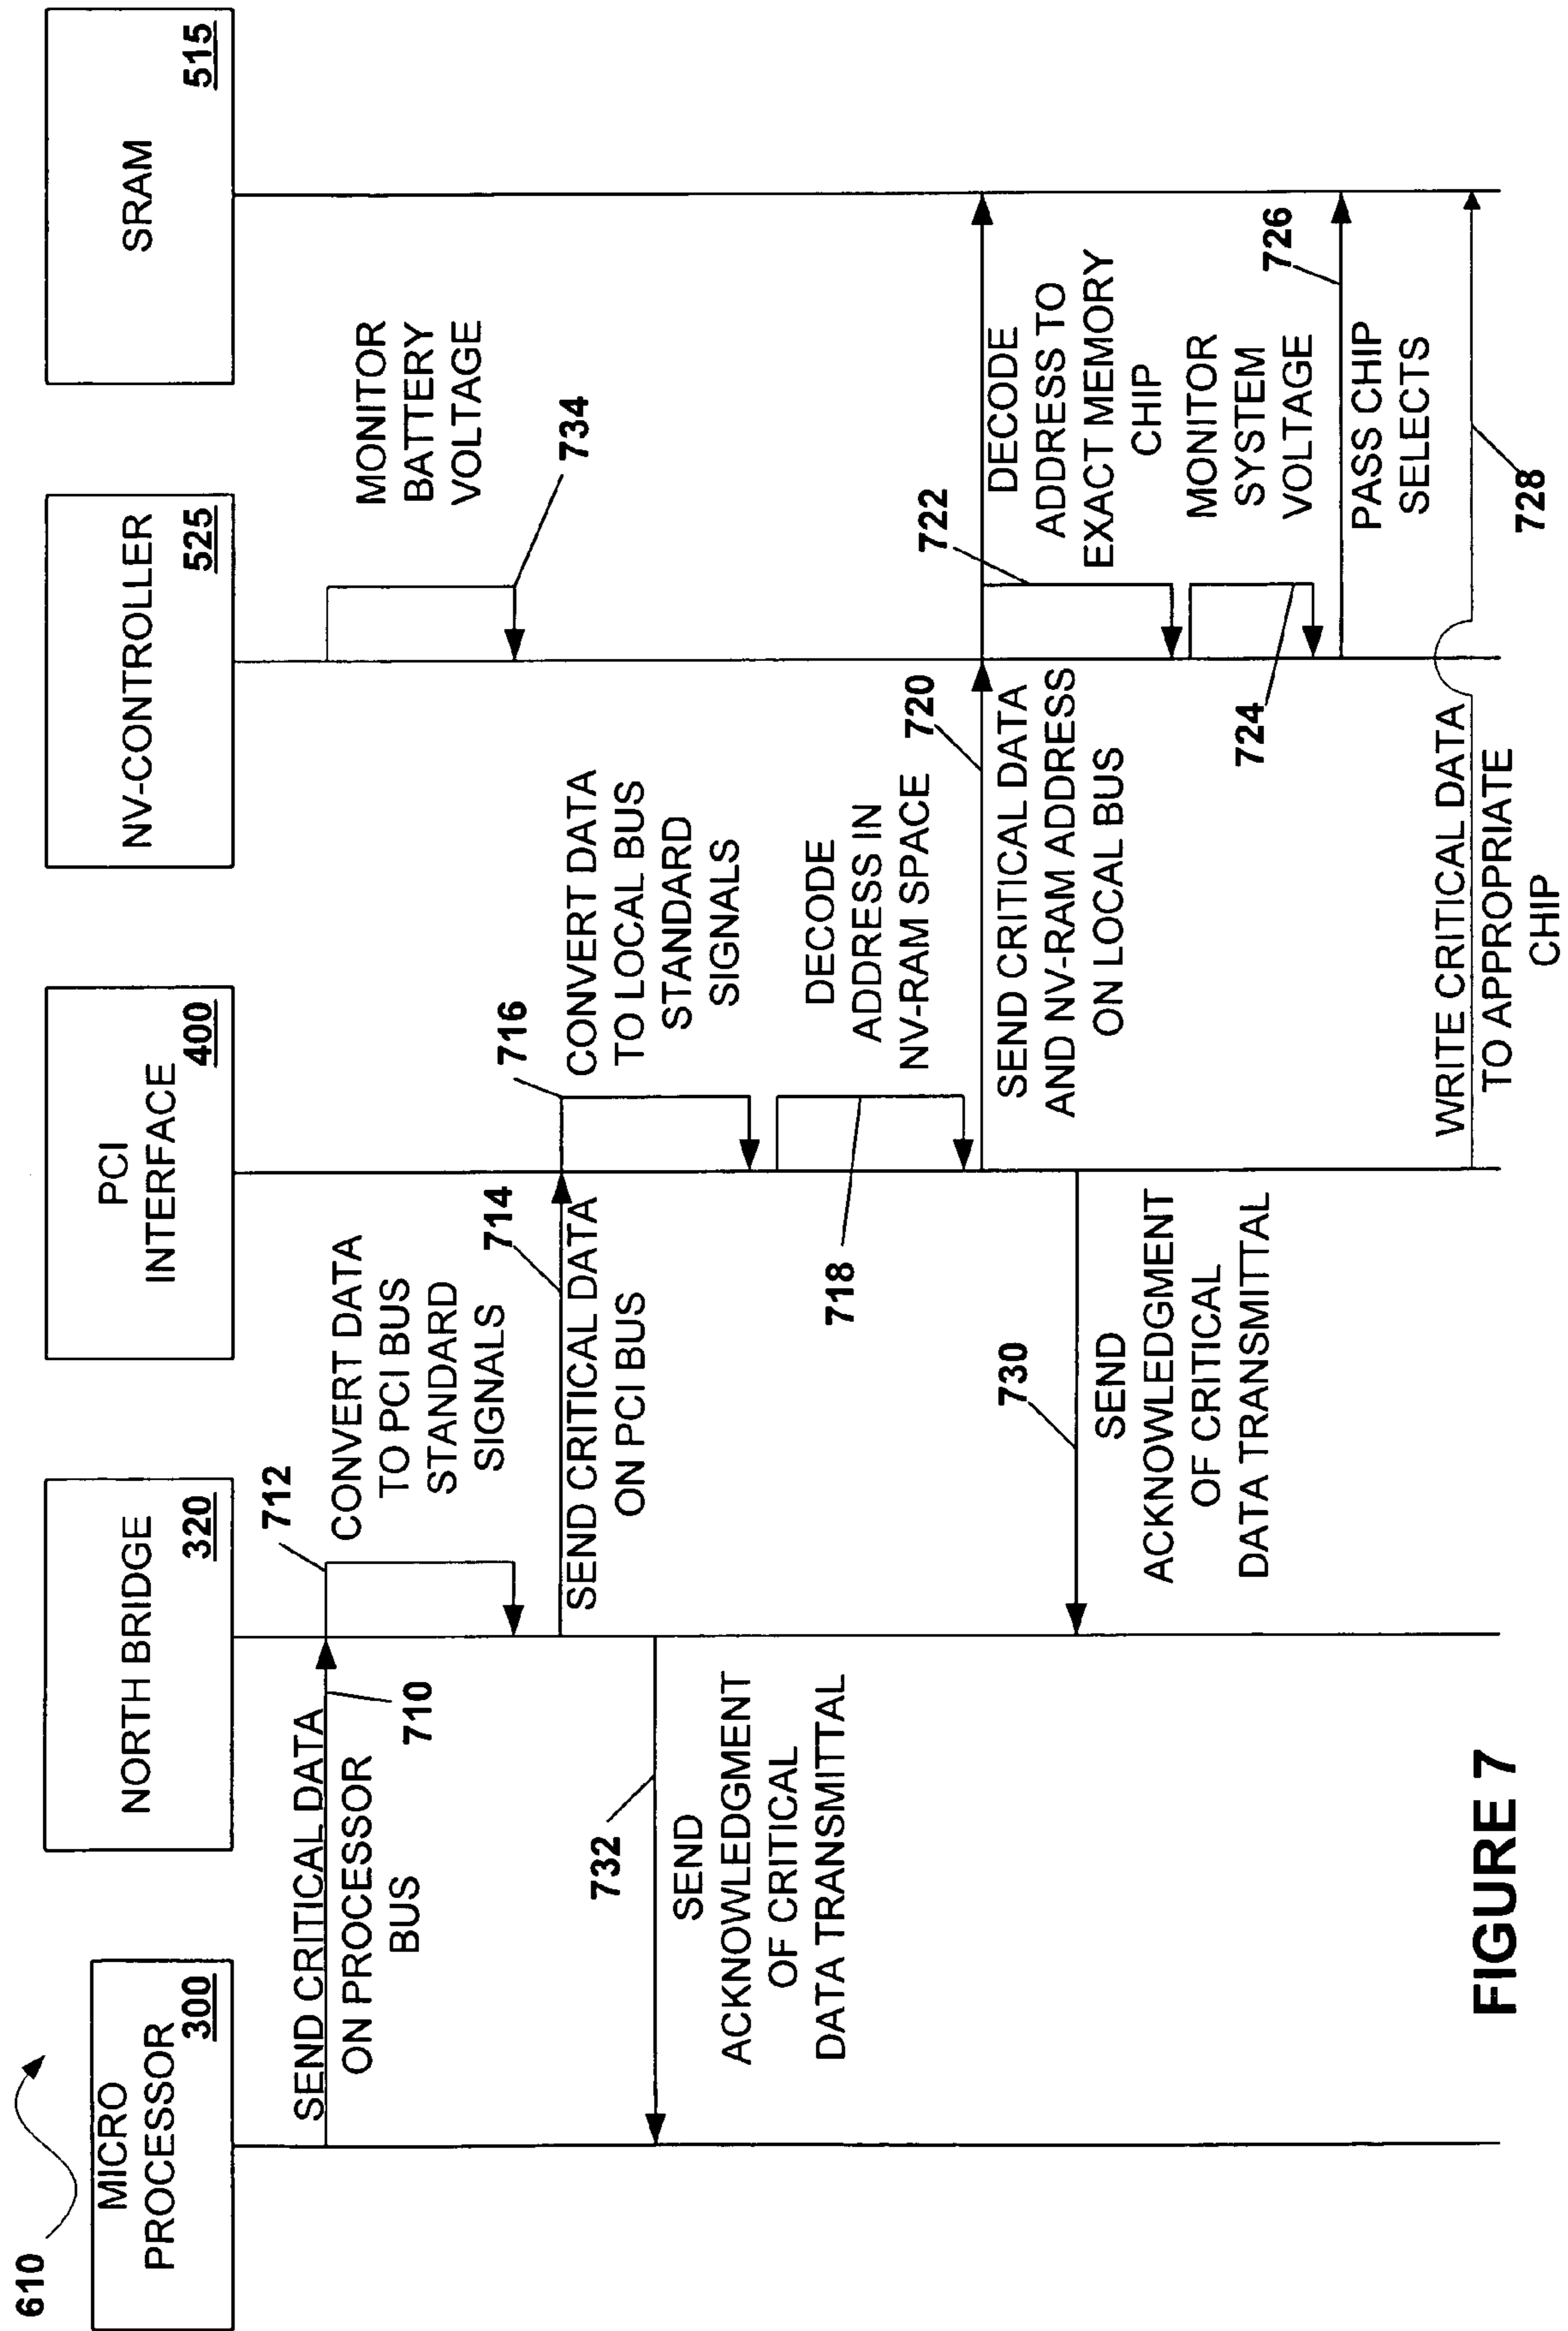 610
MICRO
PROCESSOR
300
NORTH BRIDGE
320
PCI
INTERFACE
400
NV-CONTROLLER
525
SRAM
515
SEND CRITICAL DATA
ON PROCESSOR
BUS
710
712
CONVERT DATA
TO PCI BUS
STANDARD
SIGNALS
MONITOR
BATTERY
VOLTAGE
734
714
SEND CRITICAL DATA
ON PCI BUS
716
CONVERT DATA
TO LOCAL BUS
STANDARD
SIGNALS
732
SEND
ACKNOWLEDGMENT
OF CRITICAL
DATA TRANSMITTAL
718
DECODE
ADDRESS IN
NV-RAM SPACE
720
SEND CRITICAL DATA
AND NV-RAM ADDRESS
ON LOCAL BUS
722
DECODE
ADDRESS TO
EXACT MEMORY
CHIP
730
SEND
ACKNOWLEDGMENT
OF CRITICAL
DATA TRANSMITTAL
724
MONITOR
SYSTEM
VOLTAGE
726
PASS CHIP
SELECTS
WRITE CRITICAL DATA
TO APPROPRIATE
CHIP
728
FIGURE 7